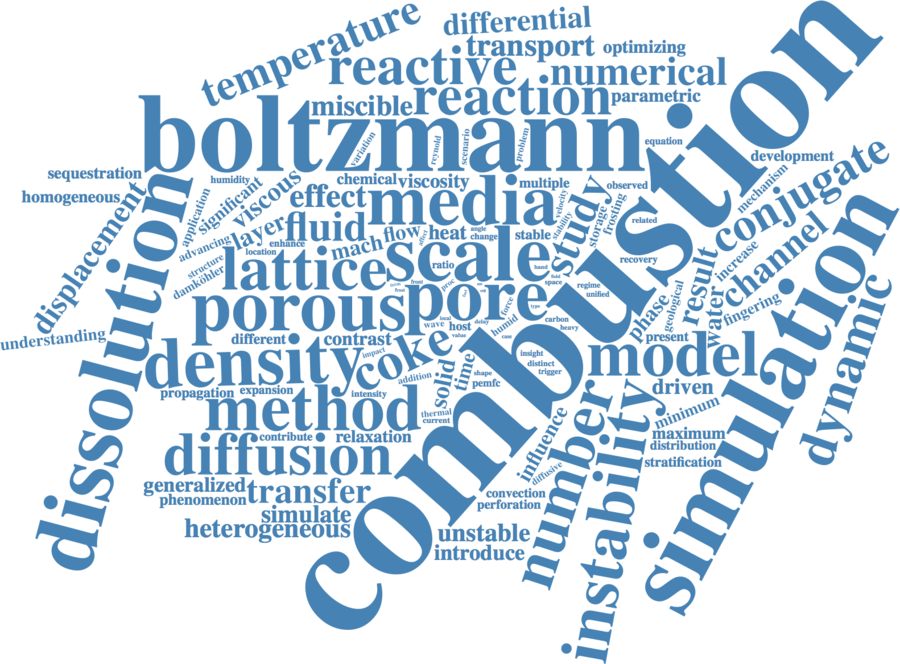 differential
temperature
transport
optimizing
reactive
numerical
reaction
parametric
miscible
boltzmann
combustion
variation
reynold
scenario
problem
equation
development
sequestration
homogeneous
humidity
chemical
viscosity
multiple
observed
mechanism
conjugate
displacement
dissolution
application
significant
viscous
effect
media
velocity
stability
study
storage
frosting
related
advancing
layer
fluid
location
enhance
mach
flow
affect
heat
angle
change
stable
recovery
increase
channel
structure
damköhler
lattice
scale
ratio
band
field
space
regime
unified
result
water
geological
phase
fingering
understanding
porous
pore
front
proc
force
type
carbon
heavy
present
simulation
dynamic
different
contrast
local
wave
host
value
delay
humid
case
density
impact
coke
insight
distinct
trigger
model
driven
propagation
expansion
intensity
addition
solid
time
shape
pemfc
method
thermal
current
number
instability
minimum
maximum
distribution
stratification
contribute
relaxation
diffusion
influence
diffusive
generalized
phenomenon
transfer
convection
perforation
simulate
heterogeneous
unstable
introduce